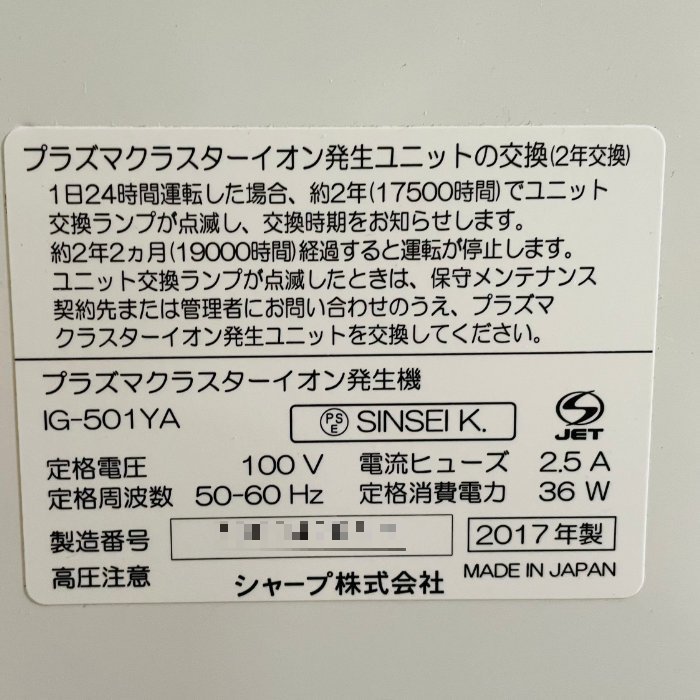 プラズマクラスターイオン発生ユニットの交換(2年交換)
1日24時間運転した場合、約2年(17500時間)でユニット
交換ランプが点滅し、交換時期をお知らせします。
約2年2ヵ月(19000時間)経過すると運転が停止します。
ユニット交換ランプが点滅したときは、保守メンテナンス
契約先または管理者にお問い合わせのうえ、プラズマ
クラスターイオン発生ユニットを交換してください。
プラズマクラスターイオン発生機
IG-501YA PSE SINSEI K. JET
定格電圧 100 V 電流ヒューズ 2.5 A
定格周波数 50-60 Hz 定格消費電力 36 W
製造番号 2017年製
高圧注意 シャープ株式会社 MADE IN JAPAN